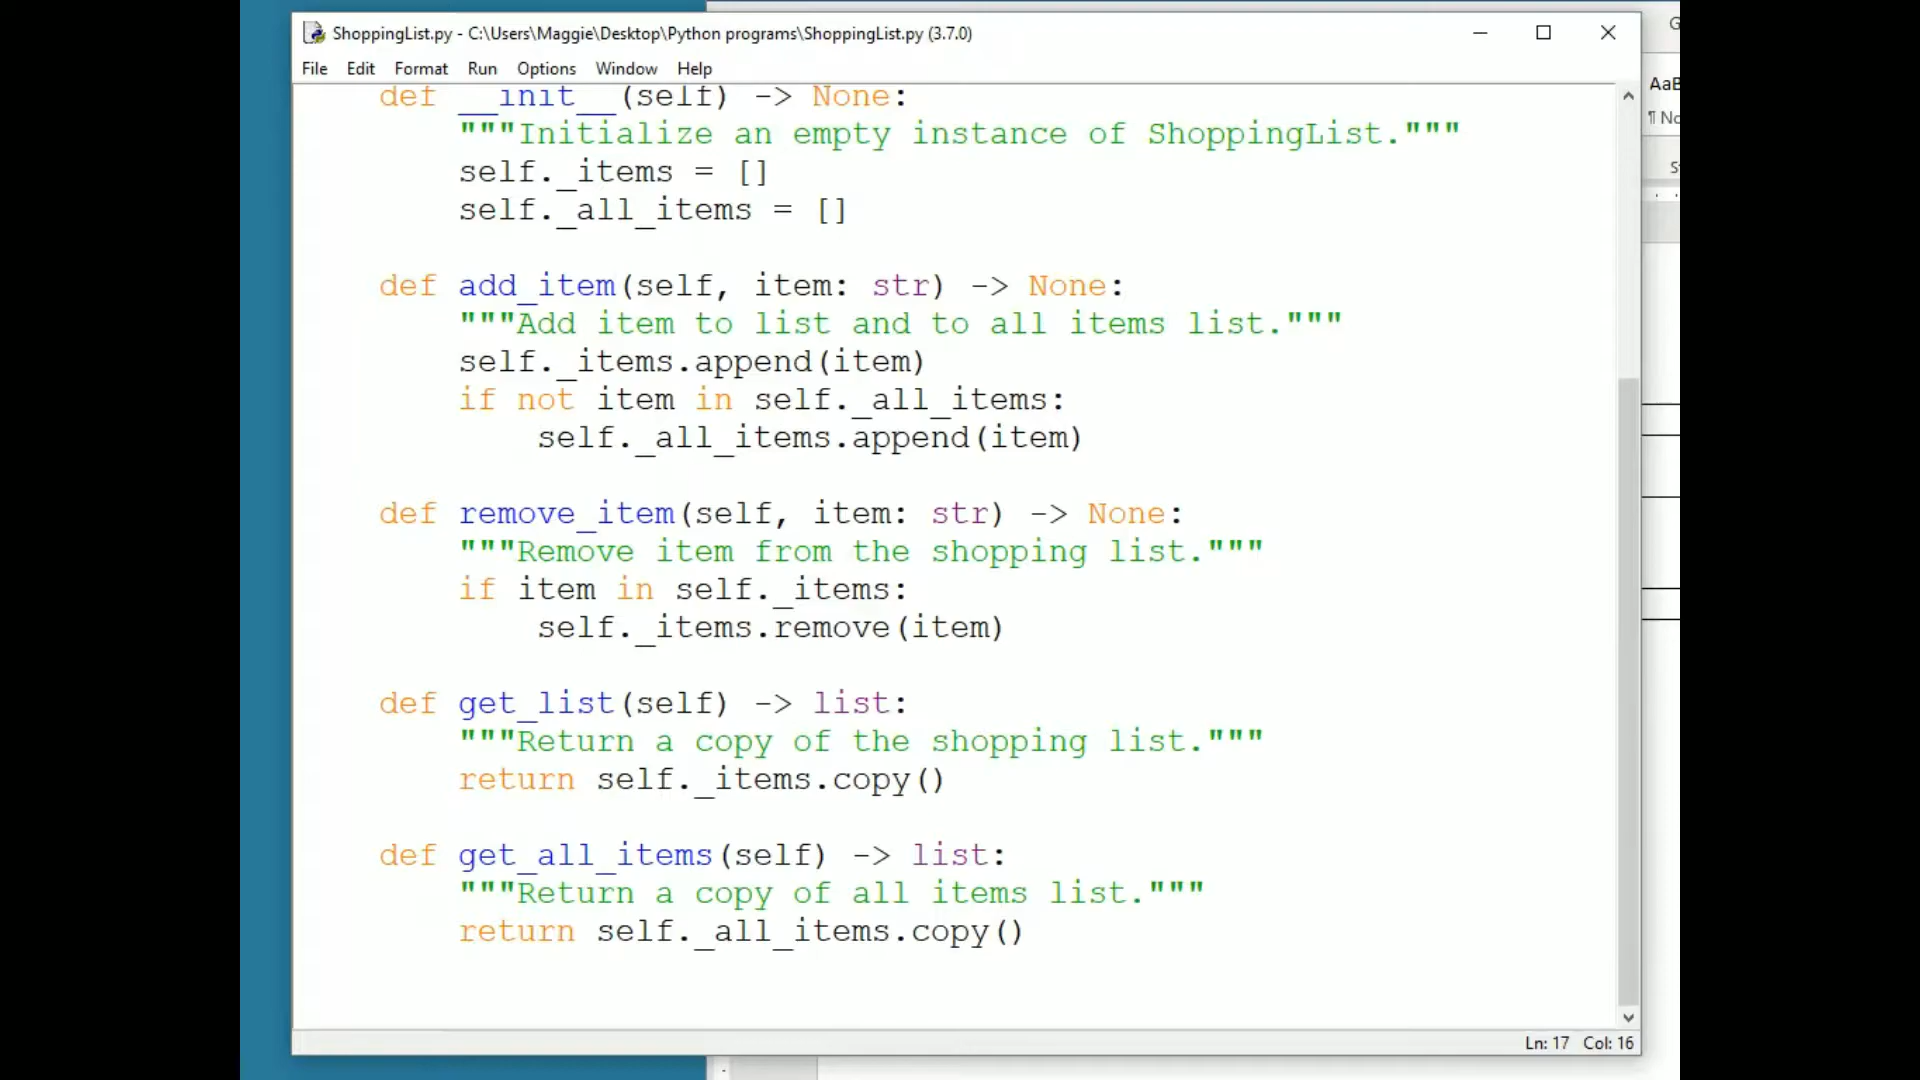 ShoppingList.py - C:\Users\Maggie\Desktop\Python programs\ShoppingList.py (3.7.0)
File Edit Format Run Options Window Help
def __init__(self) -> None:
"""Initialize an empty instance of ShoppingList."""
self._items = []
self._all_items = []
def add_item(self, item: str) -> None:
"""Add item to list and to all items list."""
self._items.append(item)
if not item in self._all_items:
self._all_items.append(item)
def remove_item(self, item: str) -> None:
"""Remove item from the shopping list."""
if item in self._items:
self._items.remove(item)
def get_list(self) -> list:
"""Return a copy of the shopping list."""
return self._items.copy()
def get_all_items(self) -> list:
"""Return a copy of all items list."""
return self._all_items.copy()
Ln: 17 Col: 16